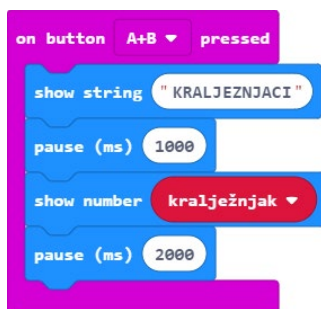 on button A+B pressed
show string "KRALJEZNJACI"
pause (ms) 1000
show number kralježnjak
pause (ms) 2000